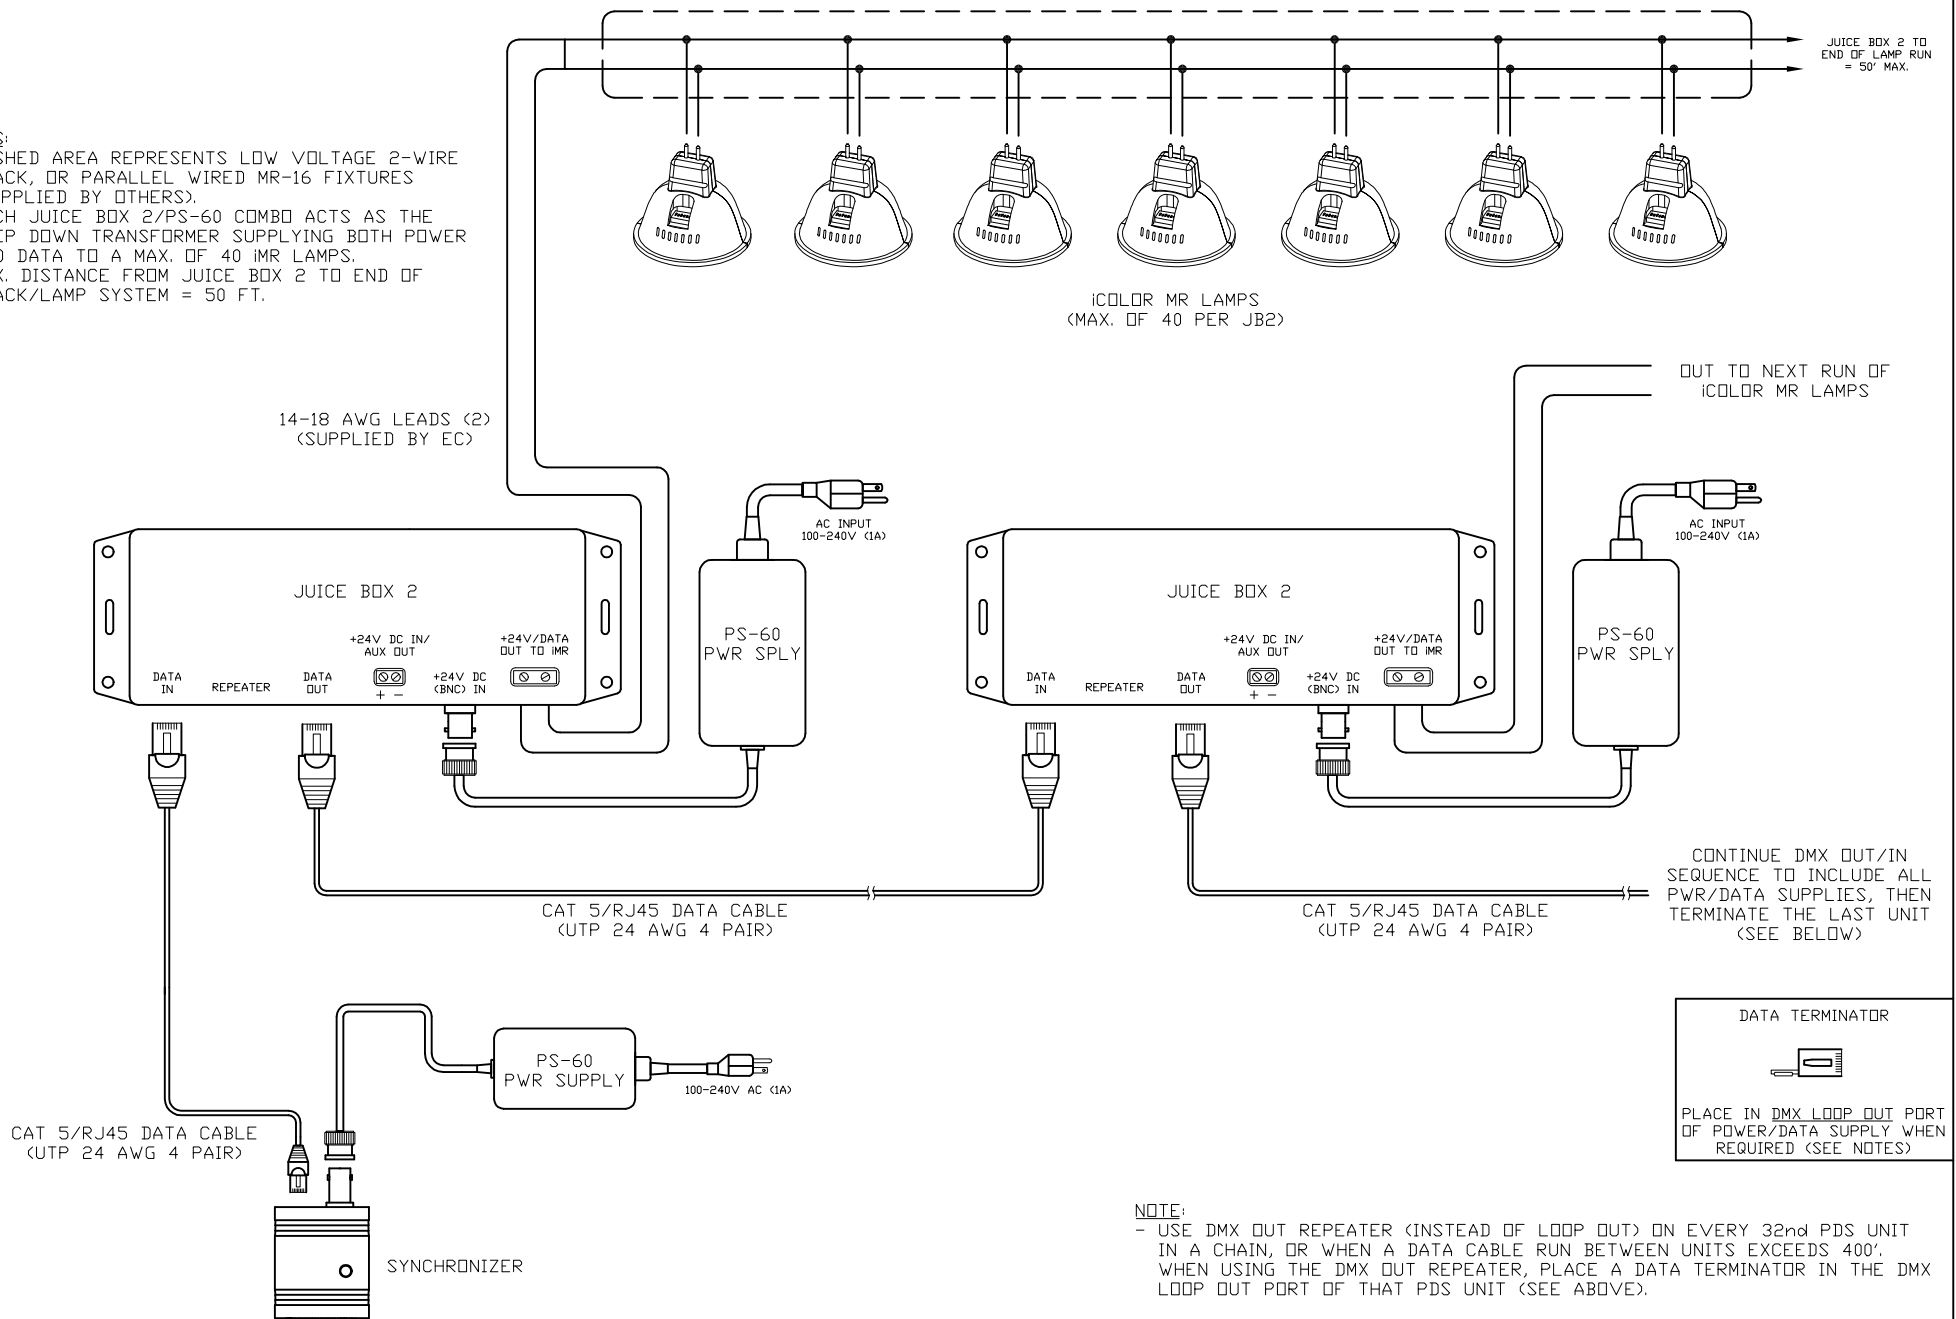 JUICE BOX 2 TO
END OF LAMP RUN
= 50' MAX.
S:
SHED AREA REPRESENTS LOW VOLTAGE 2-WIRE
ACK, OR PARALLEL WIRED MR-16 FIXTURES
PPLIED BY OTHERS).
CH JUICE BOX 2/PS-60 COMBO ACTS AS THE
EP DOWN TRANSFORMER SUPPLYING BOTH POWER
D DATA TO A MAX. OF 40 iMR LAMPS.
X. DISTANCE FROM JUICE BOX 2 TO END OF
ACK/LAMP SYSTEM = 50 FT.
iCOLOR MR LAMPS
(MAX. OF 40 PER JB2)
OUT TO NEXT RUN OF
iCOLOR MR LAMPS
14-18 AWG LEADS (2)
(SUPPLIED BY EC)
AC INPUT
100-240V (1A)
JUICE BOX 2
+24V DC IN/
AUX OUT
+24V/DATA
OUT TO iMR
DATA
IN
REPEATER
DATA
OUT
+ -
+24V DC
(BNC) IN
PS-60
PWR SPLY
AC INPUT
100-240V (1A)
JUICE BOX 2
+24V DC IN/
AUX OUT
+24V/DATA
OUT TO iMR
DATA
IN
REPEATER
DATA
OUT
+ -
+24V DC
(BNC) IN
PS-60
PWR SPLY
CAT 5/RJ45 DATA CABLE
(UTP 24 AWG 4 PAIR)
CAT 5/RJ45 DATA CABLE
(UTP 24 AWG 4 PAIR)
CONTINUE DMX OUT/IN
SEQUENCE TO INCLUDE ALL
PWR/DATA SUPPLIES, THEN
TERMINATE THE LAST UNIT
(SEE BELOW)
PS-60
PWR SUPPLY
100-240V AC (1A)
CAT 5/RJ45 DATA CABLE
(UTP 24 AWG 4 PAIR)
SYNCHRONIZER
DATA TERMINATOR
PLACE IN DMX LOOP OUT PORT
OF POWER/DATA SUPPLY WHEN
REQUIRED (SEE NOTES)
NOTE:
- USE DMX OUT REPEATER (INSTEAD OF LOOP OUT) ON EVERY 32nd PDS UNIT
IN A CHAIN, OR WHEN A DATA CABLE RUN BETWEEN UNITS EXCEEDS 400'.
WHEN USING THE DMX OUT REPEATER, PLACE A DATA TERMINATOR IN THE DMX
LOOP OUT PORT OF THAT PDS UNIT (SEE ABOVE).